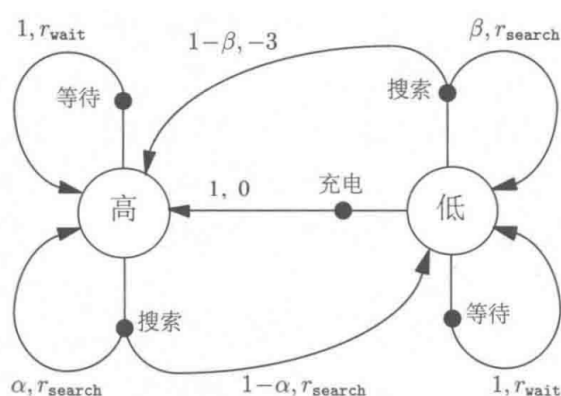 1, r_wait
1−β, −3
β, r_search
等待
搜索
1, 0
充电
高
低
搜索
等待
α, r_search
1−α, r_search
1, r_wait